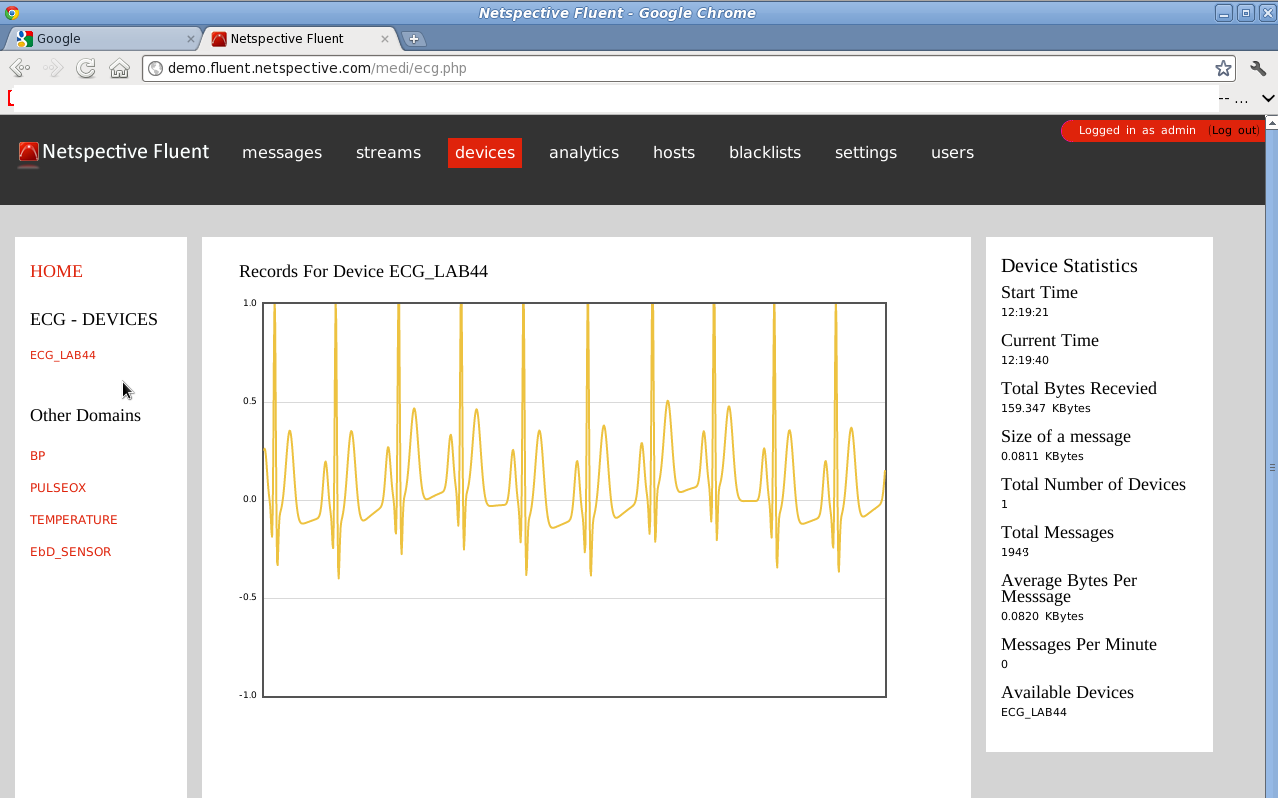 Netspective Fluent - Google Chrome
Google
Netspective Fluent
demo.fluent.netspective.com/medi/ecg.php
[
-- ...
Logged in as admin (Log out)
Netspective Fluent messages streams devices analytics hosts blacklists settings users
HOME
ECG - DEVICES
ECG_LAB44
Other Domains
BP
PULSEOX
TEMPERATURE
EbD_SENSOR
Records For Device ECG_LAB44
1.0
0.5
0.0
-0.5
-1.0
Device Statistics
Start Time
12:19:21
Current Time
12:19:40
Total Bytes Recevied
159.347 KBytes
Size of a message
0.0811 KBytes
Total Number of Devices
1
Total Messages
Average Bytes Per
Messsage
0.0820 KBytes
Messages Per Minute
0
Available Devices
ECG_LAB44